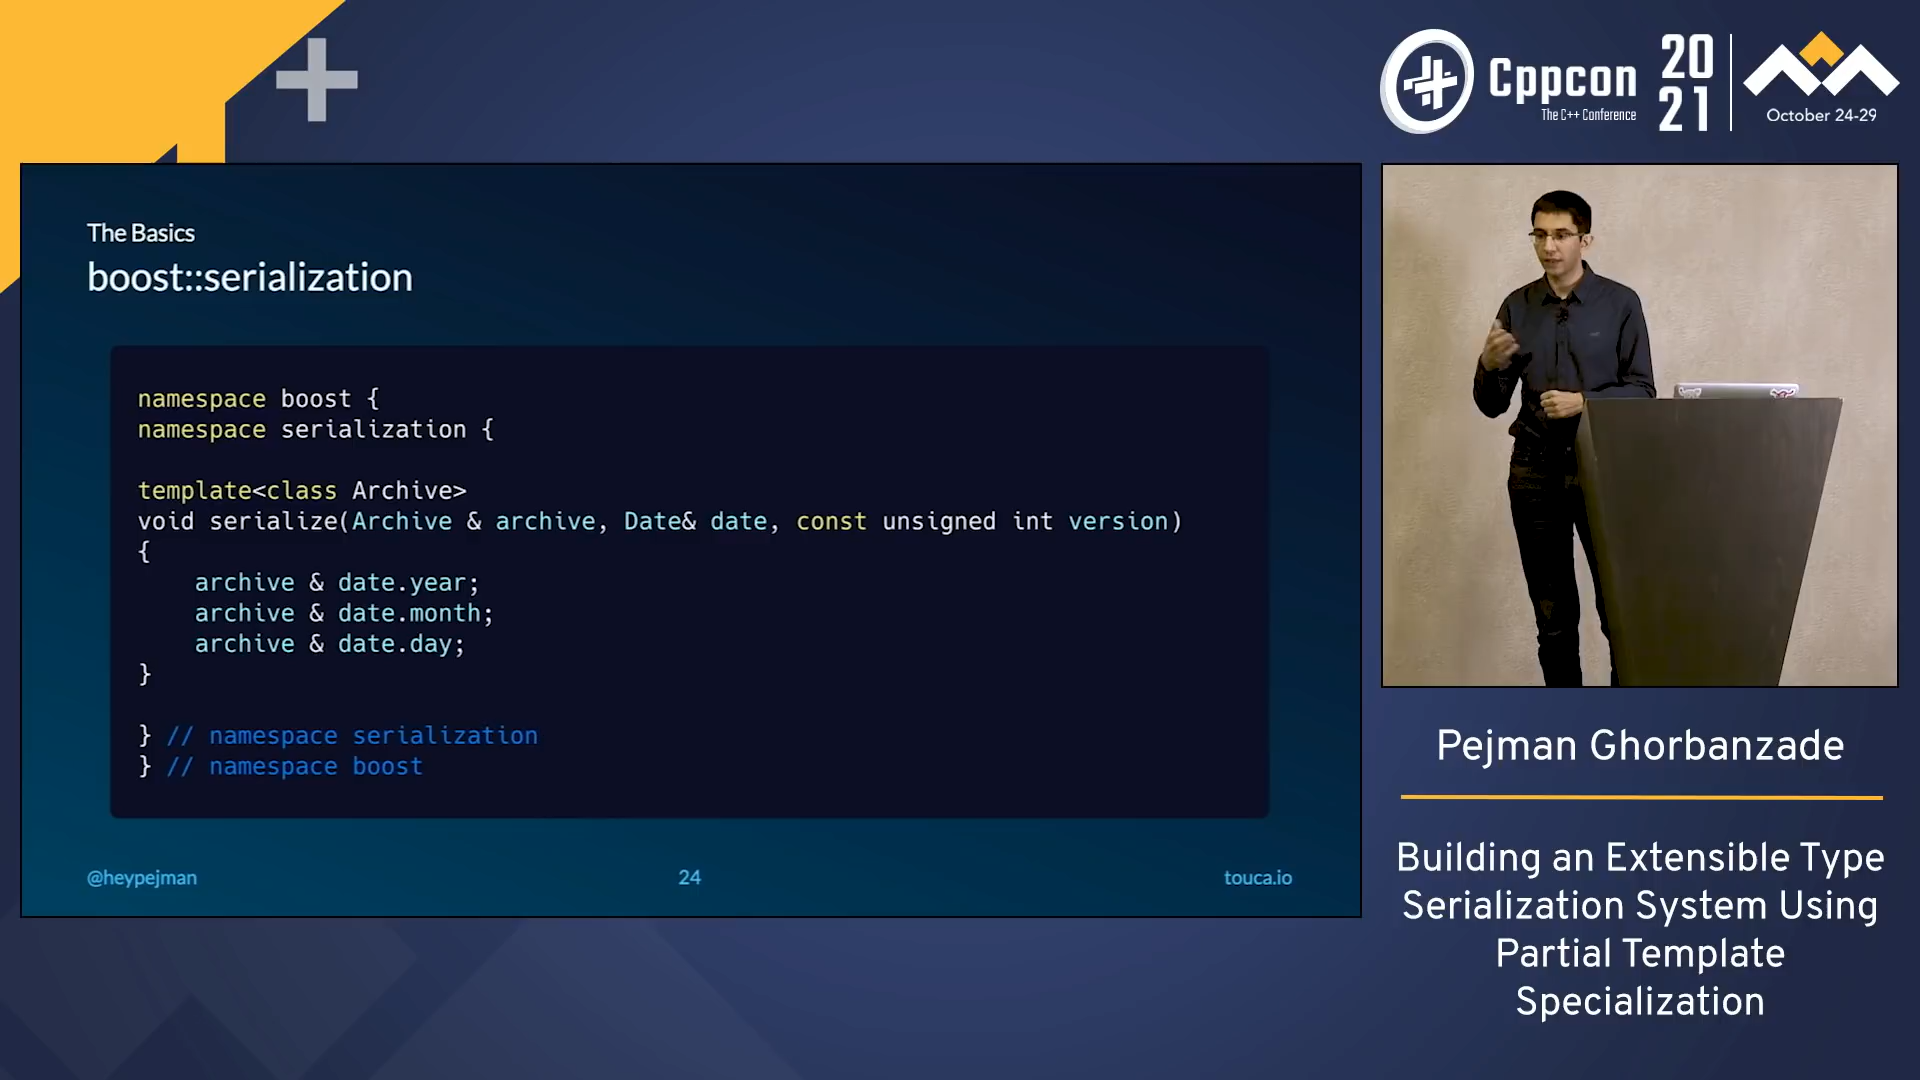 Cppcon
The C++ Conference
20
21
October 24-29
The Basics
boost::serialization
namespace boost {
namespace serialization {
template<class Archive>
void serialize(Archive & archive, Date& date, const unsigned int version)
{
    archive & date.year;
    archive & date.month;
    archive & date.day;
}
} // namespace serialization
} // namespace boost
@heypejman
24
touca.io
Pejman Ghorbanzade
Building an Extensible Type
Serialization System Using
Partial Template
Specialization